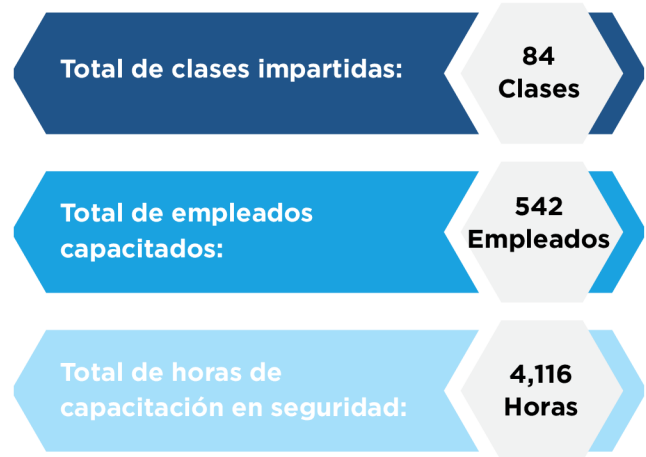 Total de clases impartidas:
84
Clases
Total de empleados
capacitados:
542
Empleados
Total de horas de
capacitación en seguridad:
4,116
Horas